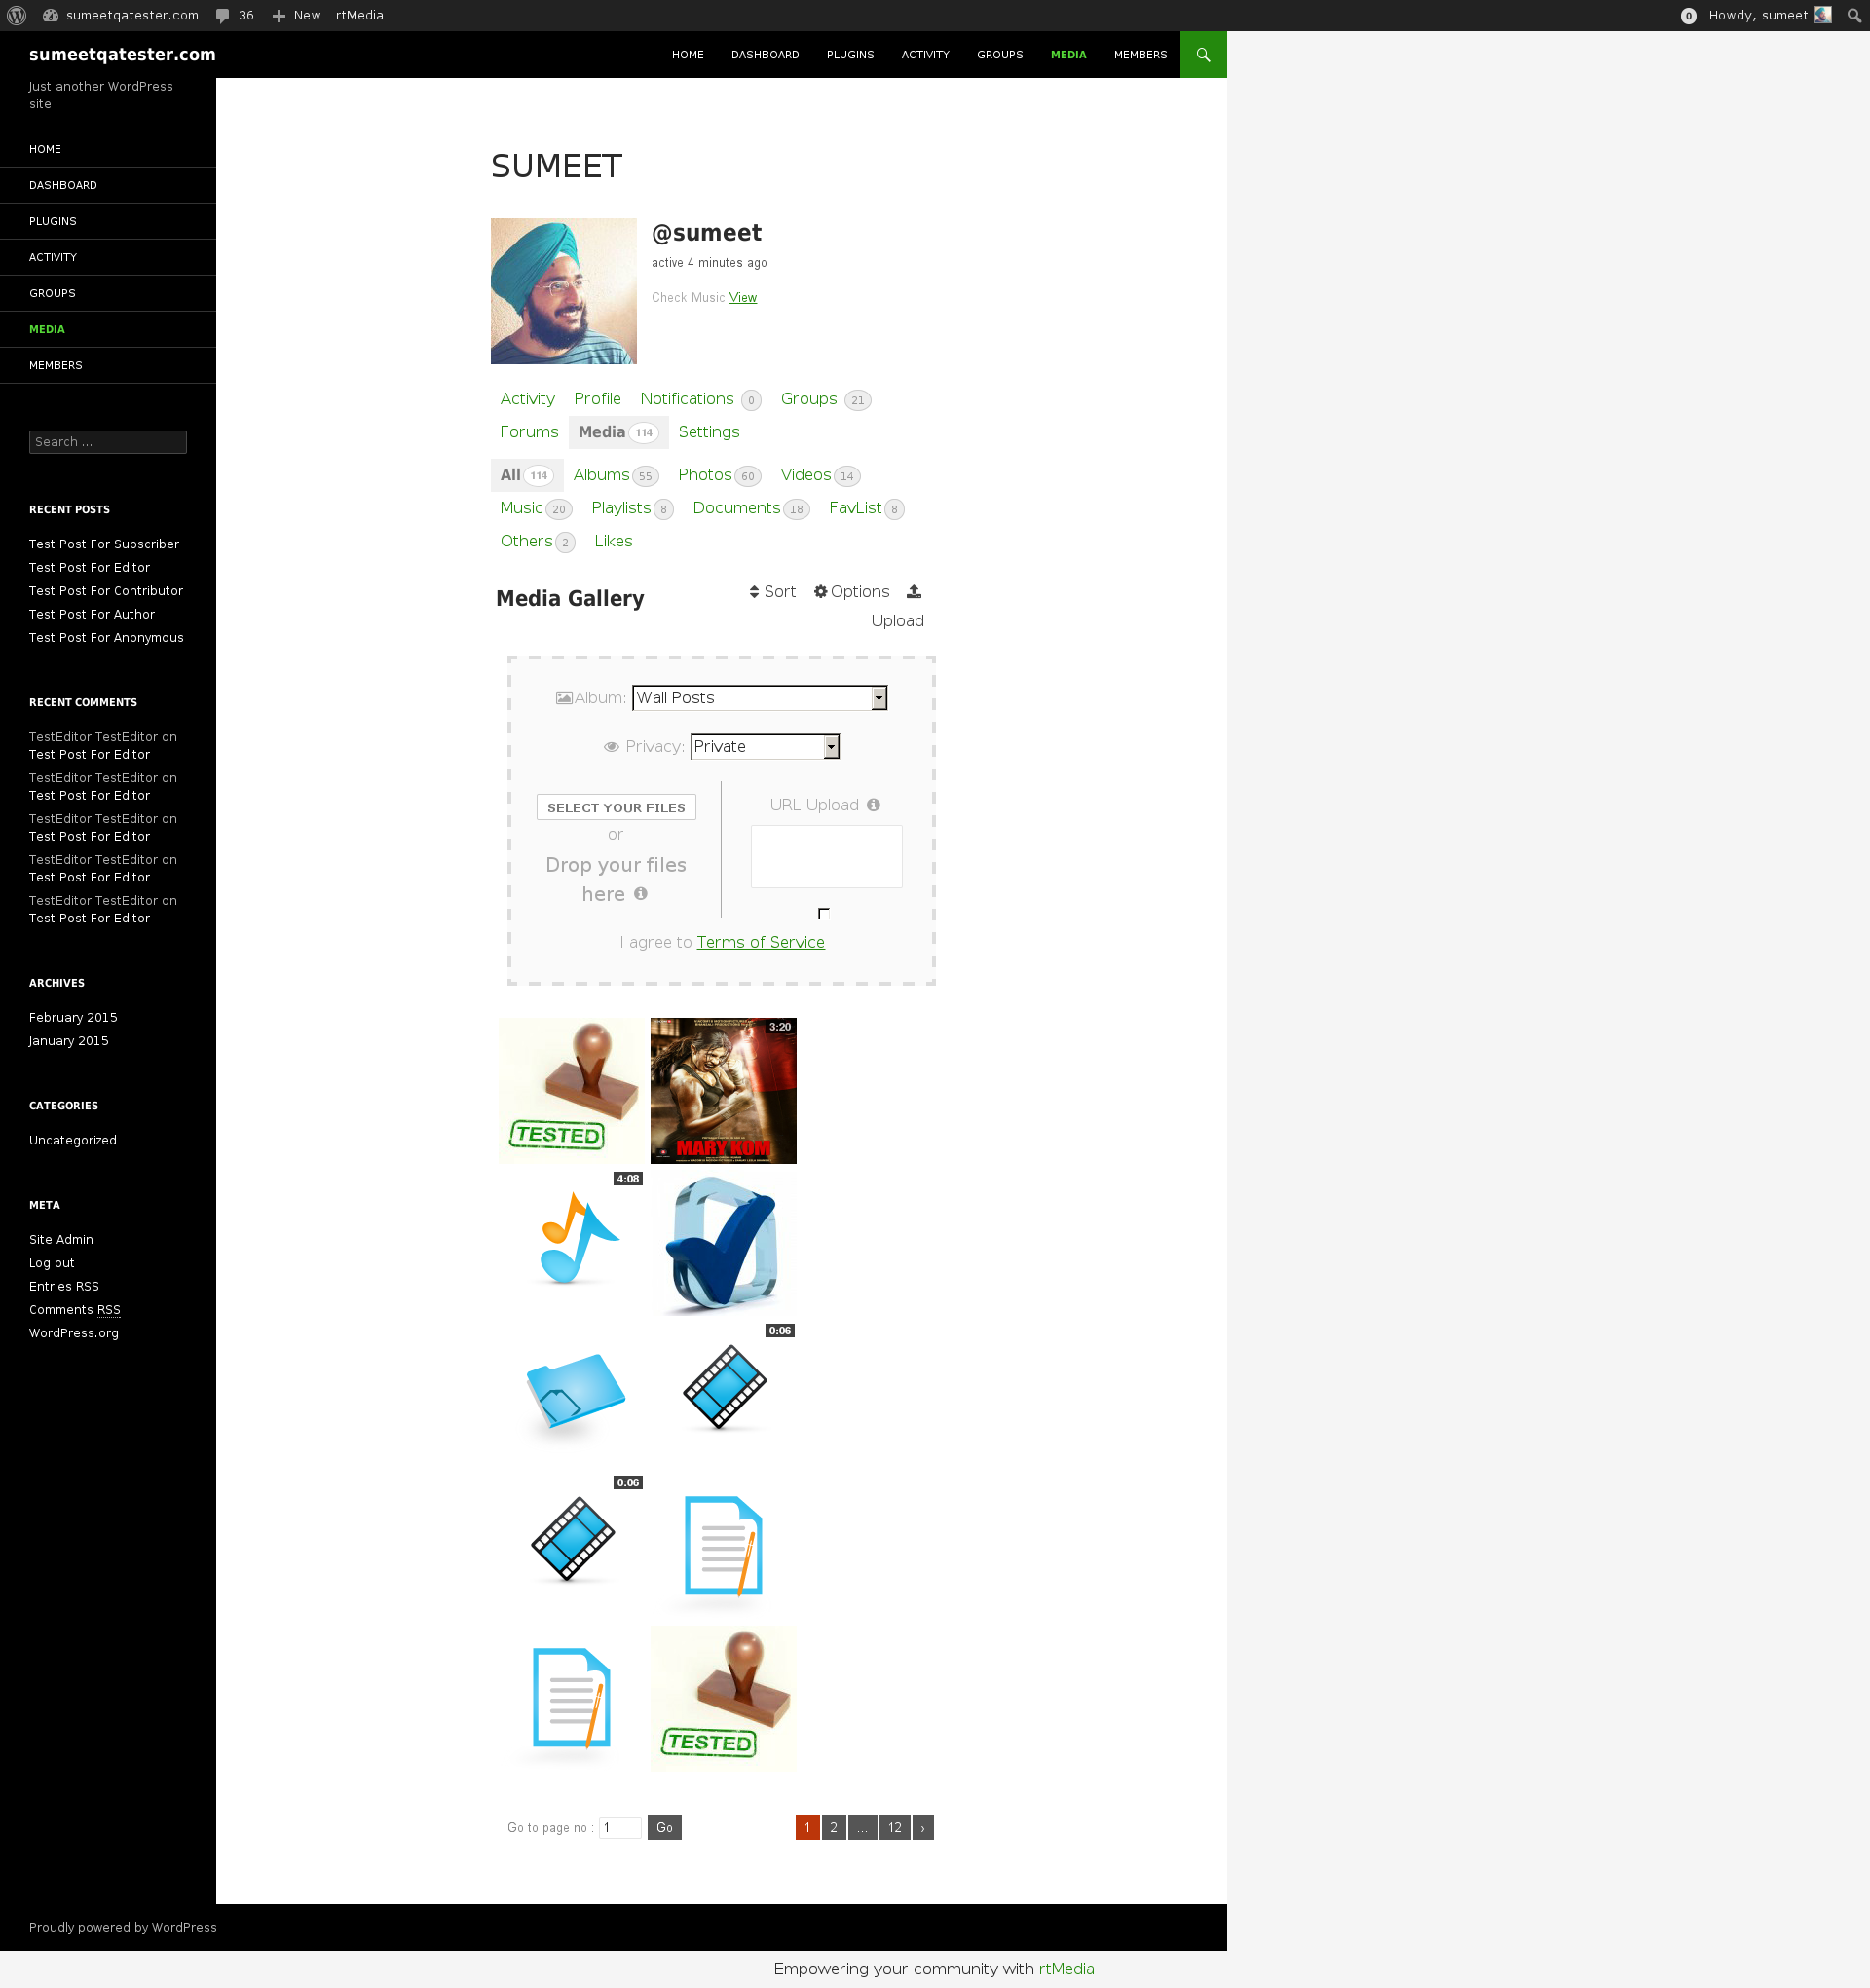 sumeetqatester.com 36 New rtMedia 0 Howdy, sumeet
sumeetqatester.com HOME DASHBOARD PLUGINS ACTIVITY GROUPS MEDIA MEMBERS
Just another WordPress
site
HOME
DASHBOARD
PLUGINS
ACTIVITY
GROUPS
MEDIA
MEMBERS
Search ...
RECENT POSTS
Test Post For Subscriber
Test Post For Editor
Test Post For Contributor
Test Post For Author
Test Post For Anonymous
RECENT COMMENTS
TestEditor TestEditor on
Test Post For Editor
TestEditor TestEditor on
Test Post For Editor
TestEditor TestEditor on
Test Post For Editor
TestEditor TestEditor on
Test Post For Editor
TestEditor TestEditor on
Test Post For Editor
ARCHIVES
February 2015
January 2015
CATEGORIES
Uncategorized
META
Site Admin
Log out
Entries RSS
Comments RSS
WordPress.org
SUMEET
@sumeet
active 4 minutes ago
Check Music View
Activity Profile Notifications 0 Groups 21
Forums Media 114 Settings
All 114 Albums 55 Photos 60 Videos 14
Music 20 Playlists 8 Documents 18 FavList 8
Others 2 Likes
Media Gallery Sort Options
Upload
Album: Wall Posts
Privacy: Private
SELECT YOUR FILES
or
Drop your files
here
URL Upload
I agree to Terms of Service
TESTED
3:20
MARY KOM
4:08
0:06
0:06
TESTED
Go to page no : 1 Go 1 2 ... 12 ›
Proudly powered by WordPress
Empowering your community with rtMedia